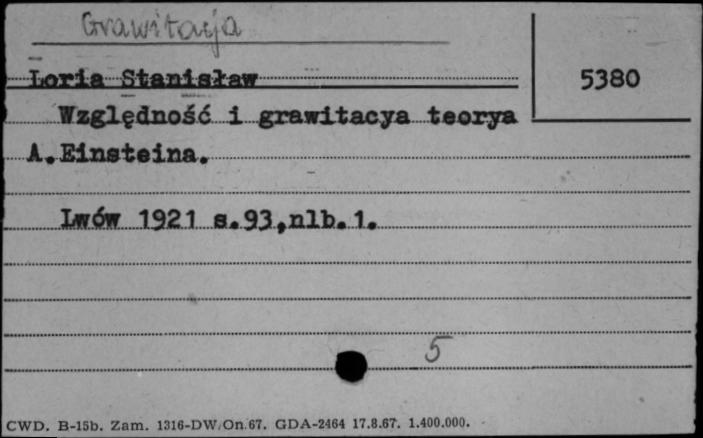 Grawitacja
Loria Stanisław
5380
Względność i grawitacya teorya
A.Einsteina.
Lwów 1921 s.93,nlb.1.
5
CWD. B-15b. Zam. 1316-DW/On/67. GDA-2464 17.8.67. 1.400.000.